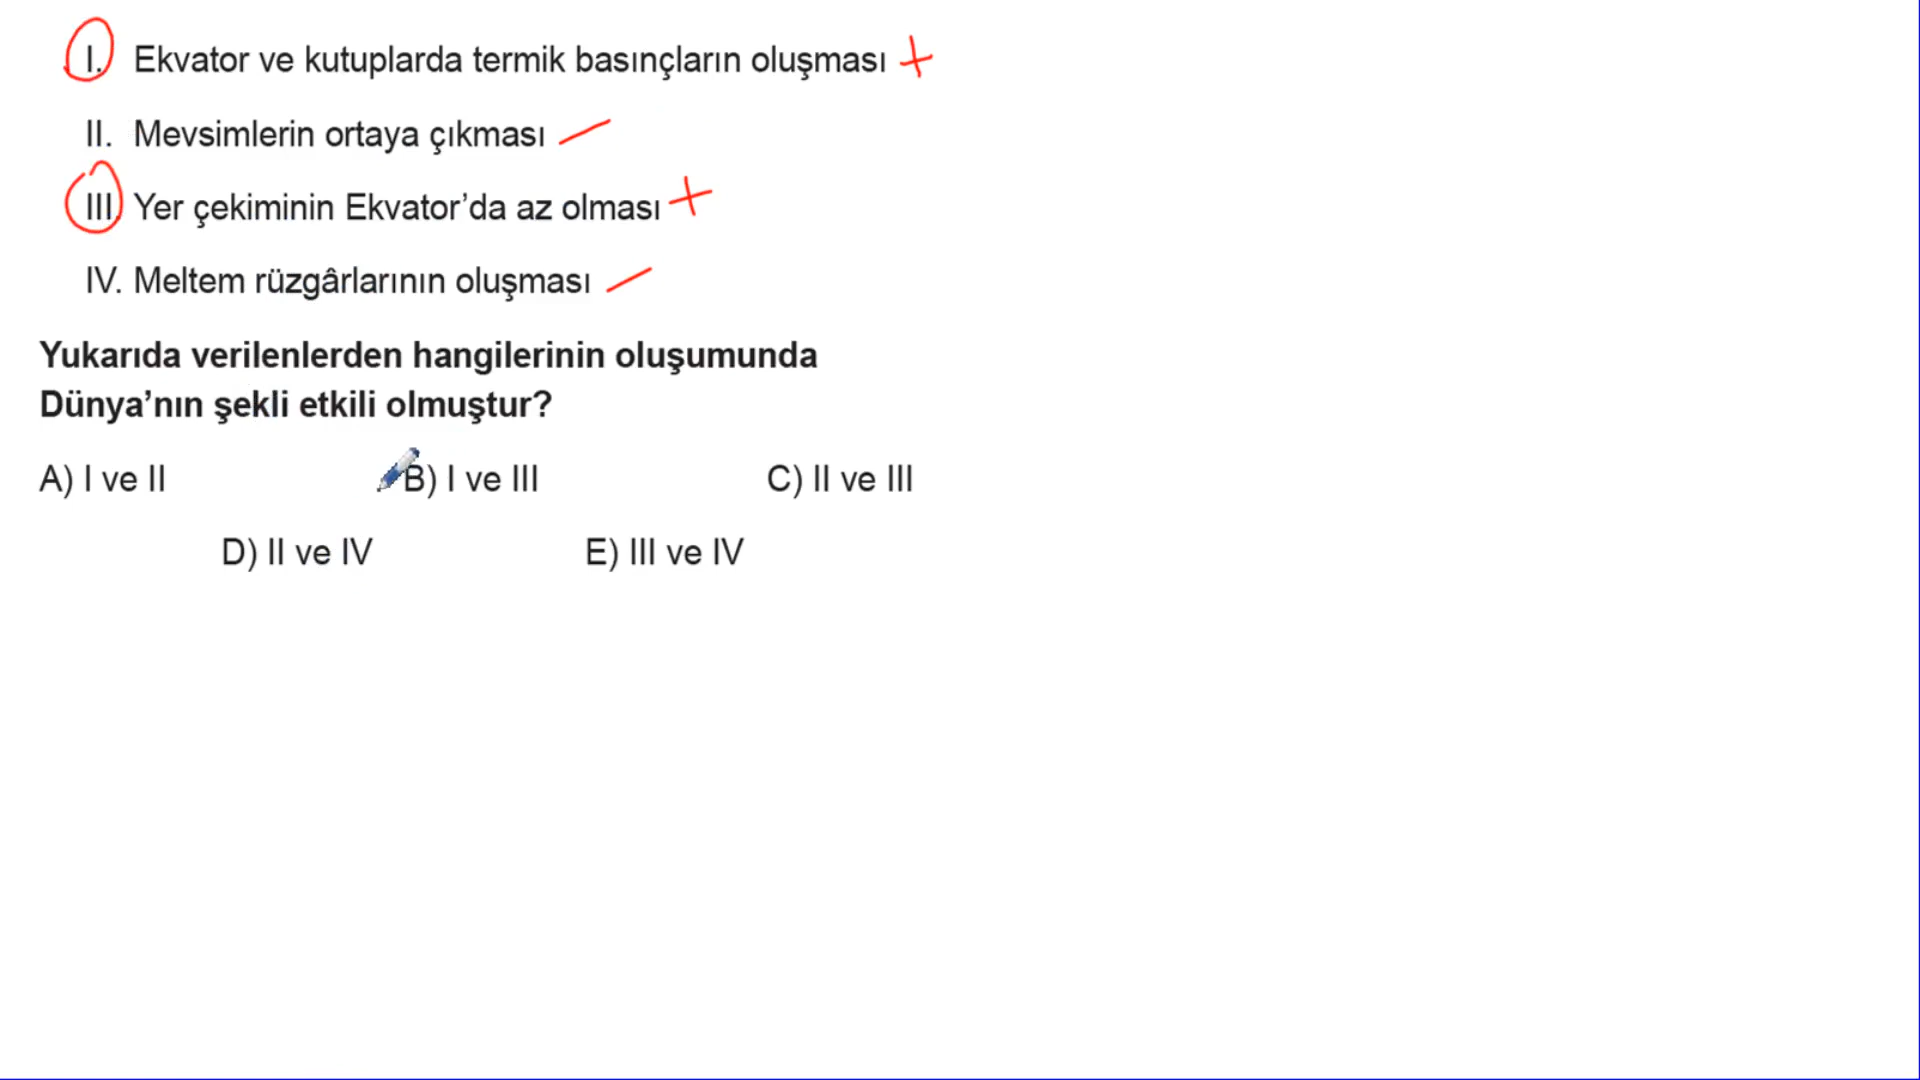 I. Ekvator ve kutuplarda termik basınçların oluşması +
II. Mevsimlerin ortaya çıkması –
III. Yer çekiminin Ekvator’da az olması +
IV. Meltem rüzgârlarının oluşması –
Yukarıda verilenlerden hangilerinin oluşumunda
Dünya’nın şekli etkili olmuştur?
A) I ve II B) I ve III C) II ve III
D) II ve IV E) III ve IV